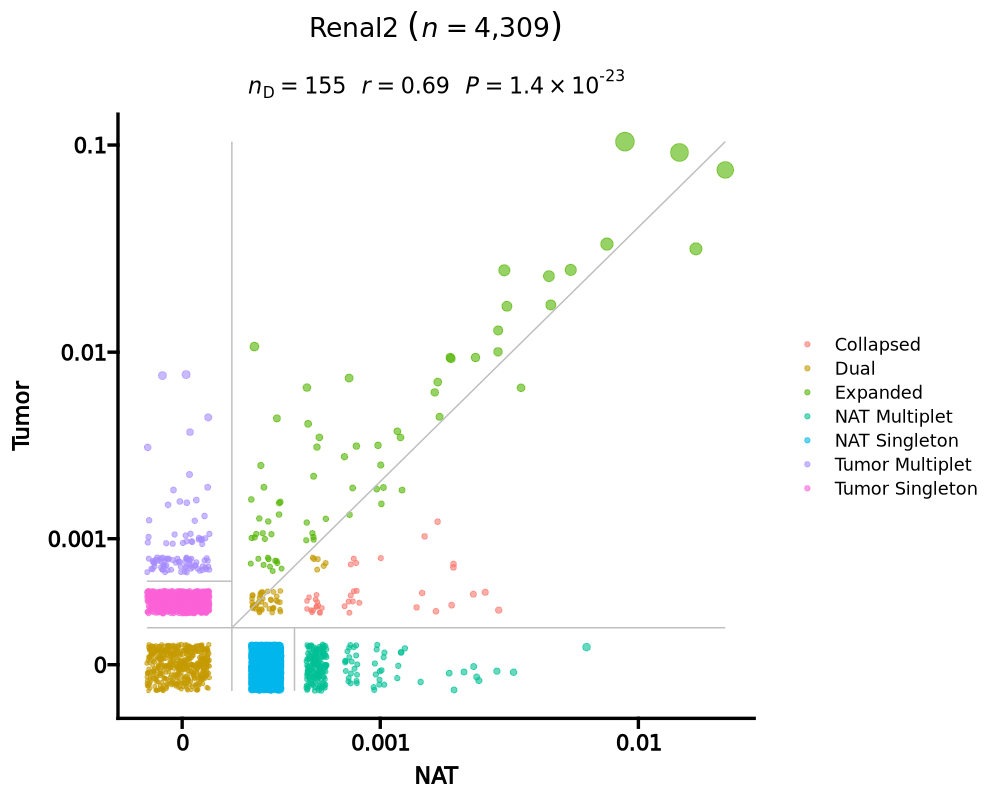 Renal2 (n = 4,309)
n_D = 155 r = 0.69 P = 1.4 × 10^-23
0.1
0.01
0.001
0
Tumor
0
0.001
0.01
NAT
Collapsed
Dual
Expanded
NAT Multiplet
NAT Singleton
Tumor Multiplet
Tumor Singleton